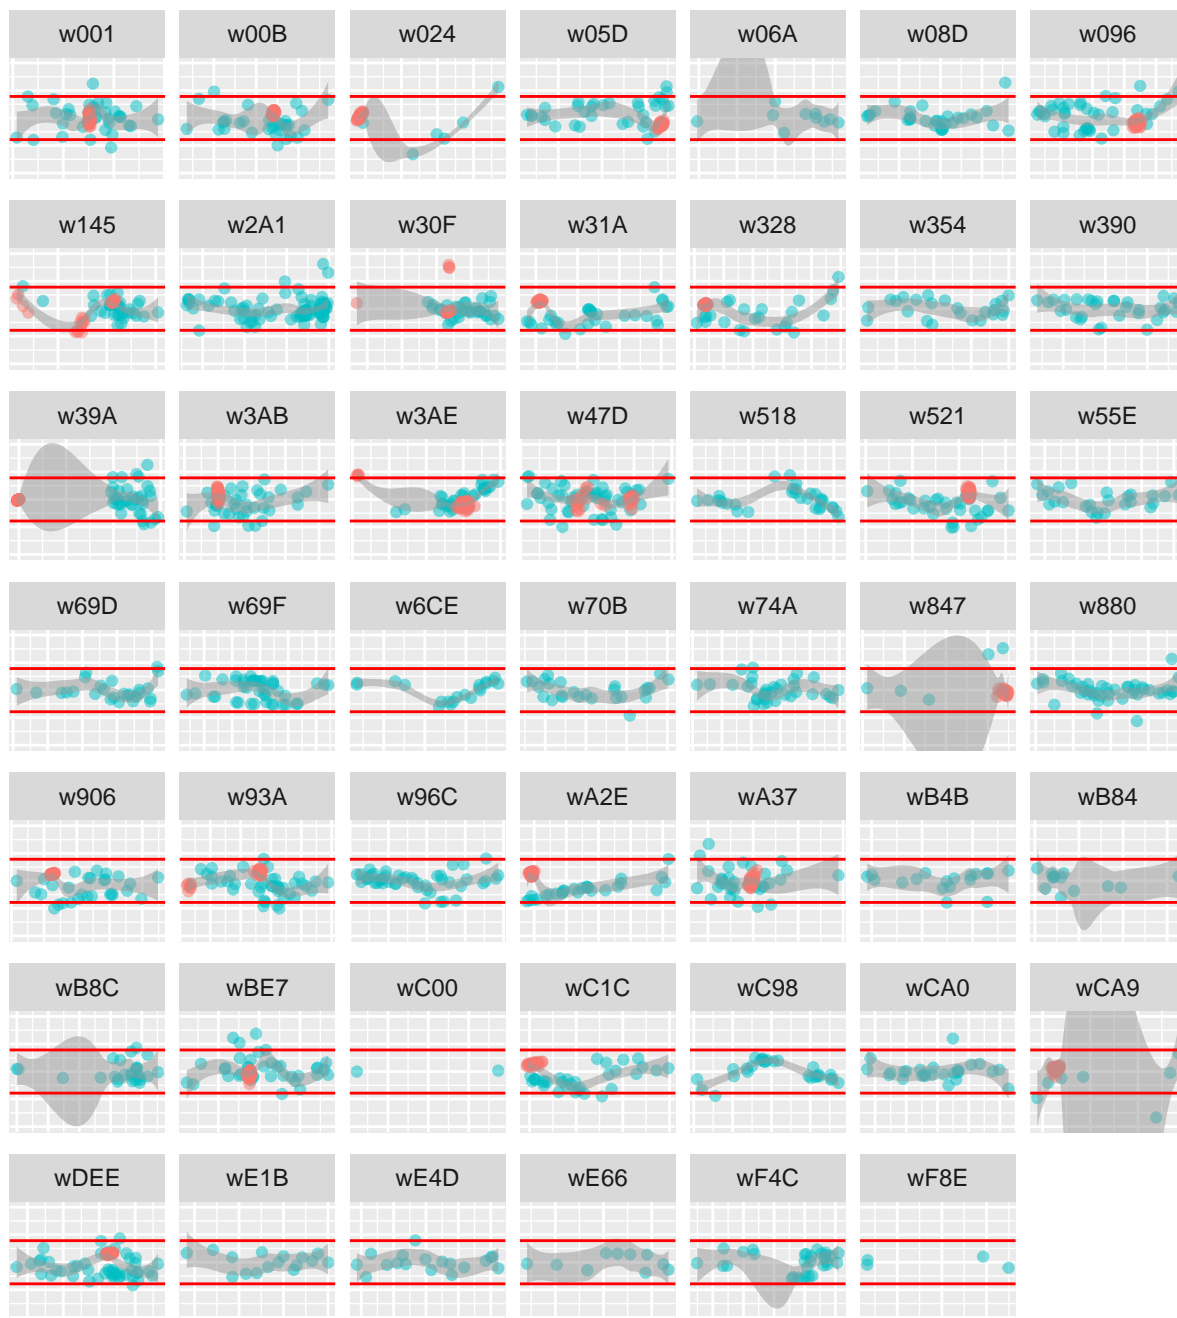 w001 w00B w024 w05D w06A w08D w096
w145 w2A1 w30F w31A w328 w354 w390
w39A w3AB w3AE w47D w518 w521 w55E
w69D w69F w6CE w70B w74A w847 w880
w906 w93A w96C wA2E wA37 wB4B wB84
wB8C wBE7 wC00 wC1C wC98 wCA0 wCA9
wDEE wE1B wE4D wE66 wF4C wF8E